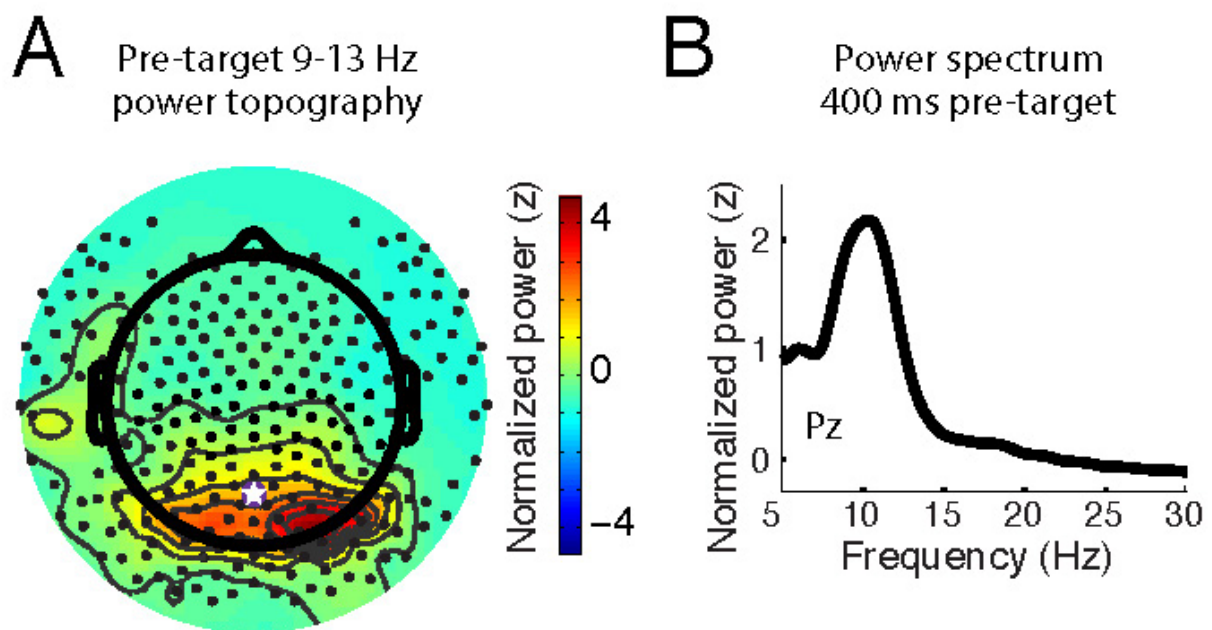 A
Pre-target 9-13 Hz
power topography
Normalized power (z)
4
0
−4
B
Power spectrum
400 ms pre-target
Normalized power (z)
2
1
0
Pz
5 10 15 20 25 30
Frequency (Hz)